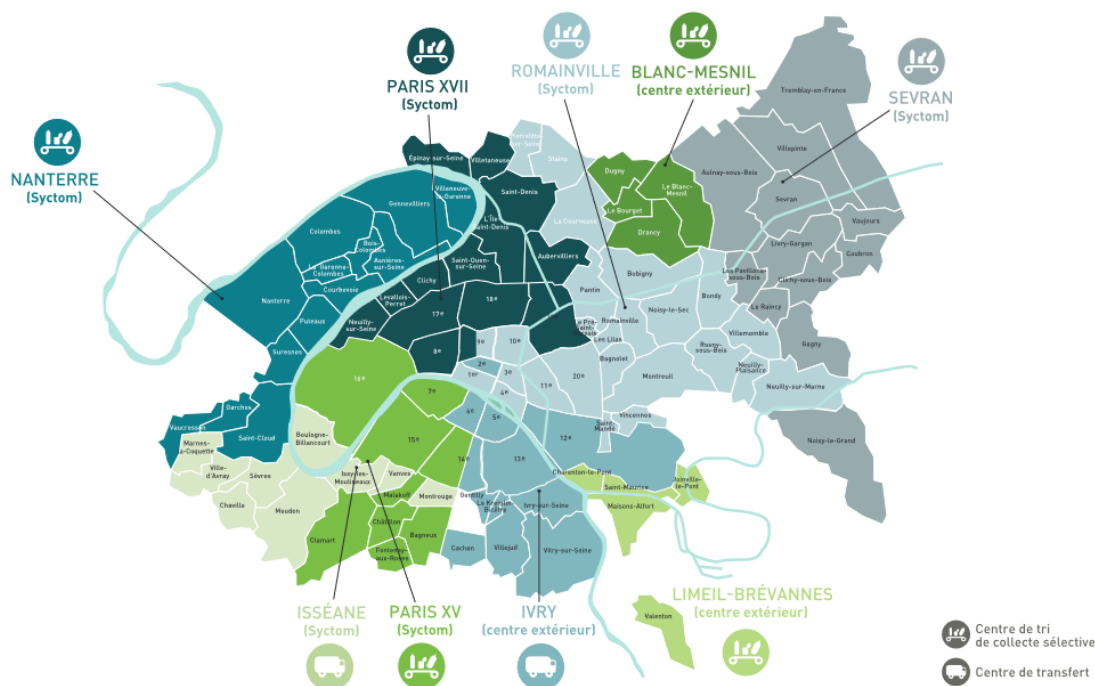 PARIS XVII
(Syctom)
ROMAINVILLE
(Syctom)
BLANC-MESNIL
(centre extérieur)
SEVRAN
(Syctom)
NANTERRE
(Syctom)
Tremblay-en-France
Villepinte
Aulnay-sous-Bois
Sevran
Vaujours
Coubron
Livry-Gargan
Clichy-sous-Bois
Les Pavillons-
sous-Bois
Le Raincy
Gagny
Noisy-le-Grand
Pierrefitte-
sur-Seine
Stains
La Courneuve
Dugny
Le Blanc-
Mesnil
Le Bourget
Drancy
Épinay-sur-Seine
Villetaneuse
Saint-Denis
L'Île
Saint-Denis
Aubervilliers
Saint-Ouen-
sur-Seine
Clichy
Levallois-
Perret
Neuilly-
sur-Seine
17e
18e
8e
Villeneuve-
la-Garenne
Gennevilliers
Colombes
Bois-
Colombes
Asnières-
sur-Seine
La Garenne-
Colombes
Courbevoie
Nanterre
Puteaux
Suresnes
Garches
Vaucresson
Saint-Cloud
Bobigny
Pantin
Le Pré-
Saint-Gervais
Romainville
Les Lilas
Noisy-le-Sec
Bondy
Villemomble
Rosny-
sous-Bois
Neuilly-
Plaisance
Neuilly-sur-Marne
Bagnolet
Montreuil
Vincennes
Saint-
Mandé
9e
10e
2e
1er
3e
4e
11e
20e
16e
7e
15e
6e
5e
14e
13e
12e
Marnes-
la-Coquette
Ville-
d'Avray
Sèvres
Chaville
Meudon
Boulogne-
Billancourt
Issy-les-
Moulineaux
Vanves
Malakoff
Montrouge
Châtillon
Clamart
Bagneux
Fontenay-
aux-Roses
Gentilly
Le Kremlin-
Bicêtre
Ivry-sur-Seine
Cachan
Villejuif
Vitry-sur-Seine
Charenton-le-Pont
Saint-Maurice
Joinville-
le-Pont
Maisons-Alfort
Valenton
ISSÉANE
(Syctom)
PARIS XV
(Syctom)
IVRY
(centre extérieur)
LIMEIL-BRÉVANNES
(centre extérieur)
Centre de tri
de collecte sélective
Centre de transfert